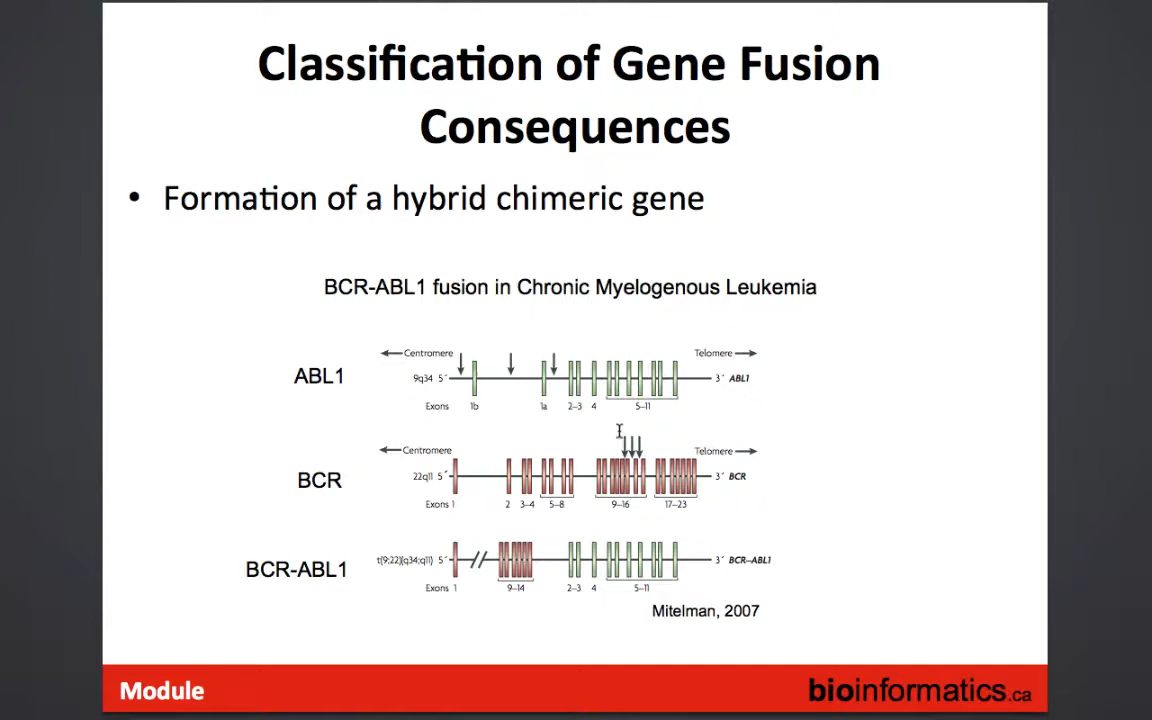 Classification of Gene Fusion
Consequences
• Formation of a hybrid chimeric gene
BCR-ABL1 fusion in Chronic Myelogenous Leukemia
Centromere
Telomere
ABL1
9q34 5´
3´ ABL1
Exons 1b 1a 2–3 4 5–11
Centromere
Telomere
BCR
22q11 5´
3´ BCR
Exons 1 2 3–4 5–8 9–16 17–23
BCR-ABL1
t(9;22)(q34;q11) 5´
3´ BCR–ABL1
Exons 1 9–14 2–3 4 5–11
Mitelman, 2007
Module
bioinformatics.ca